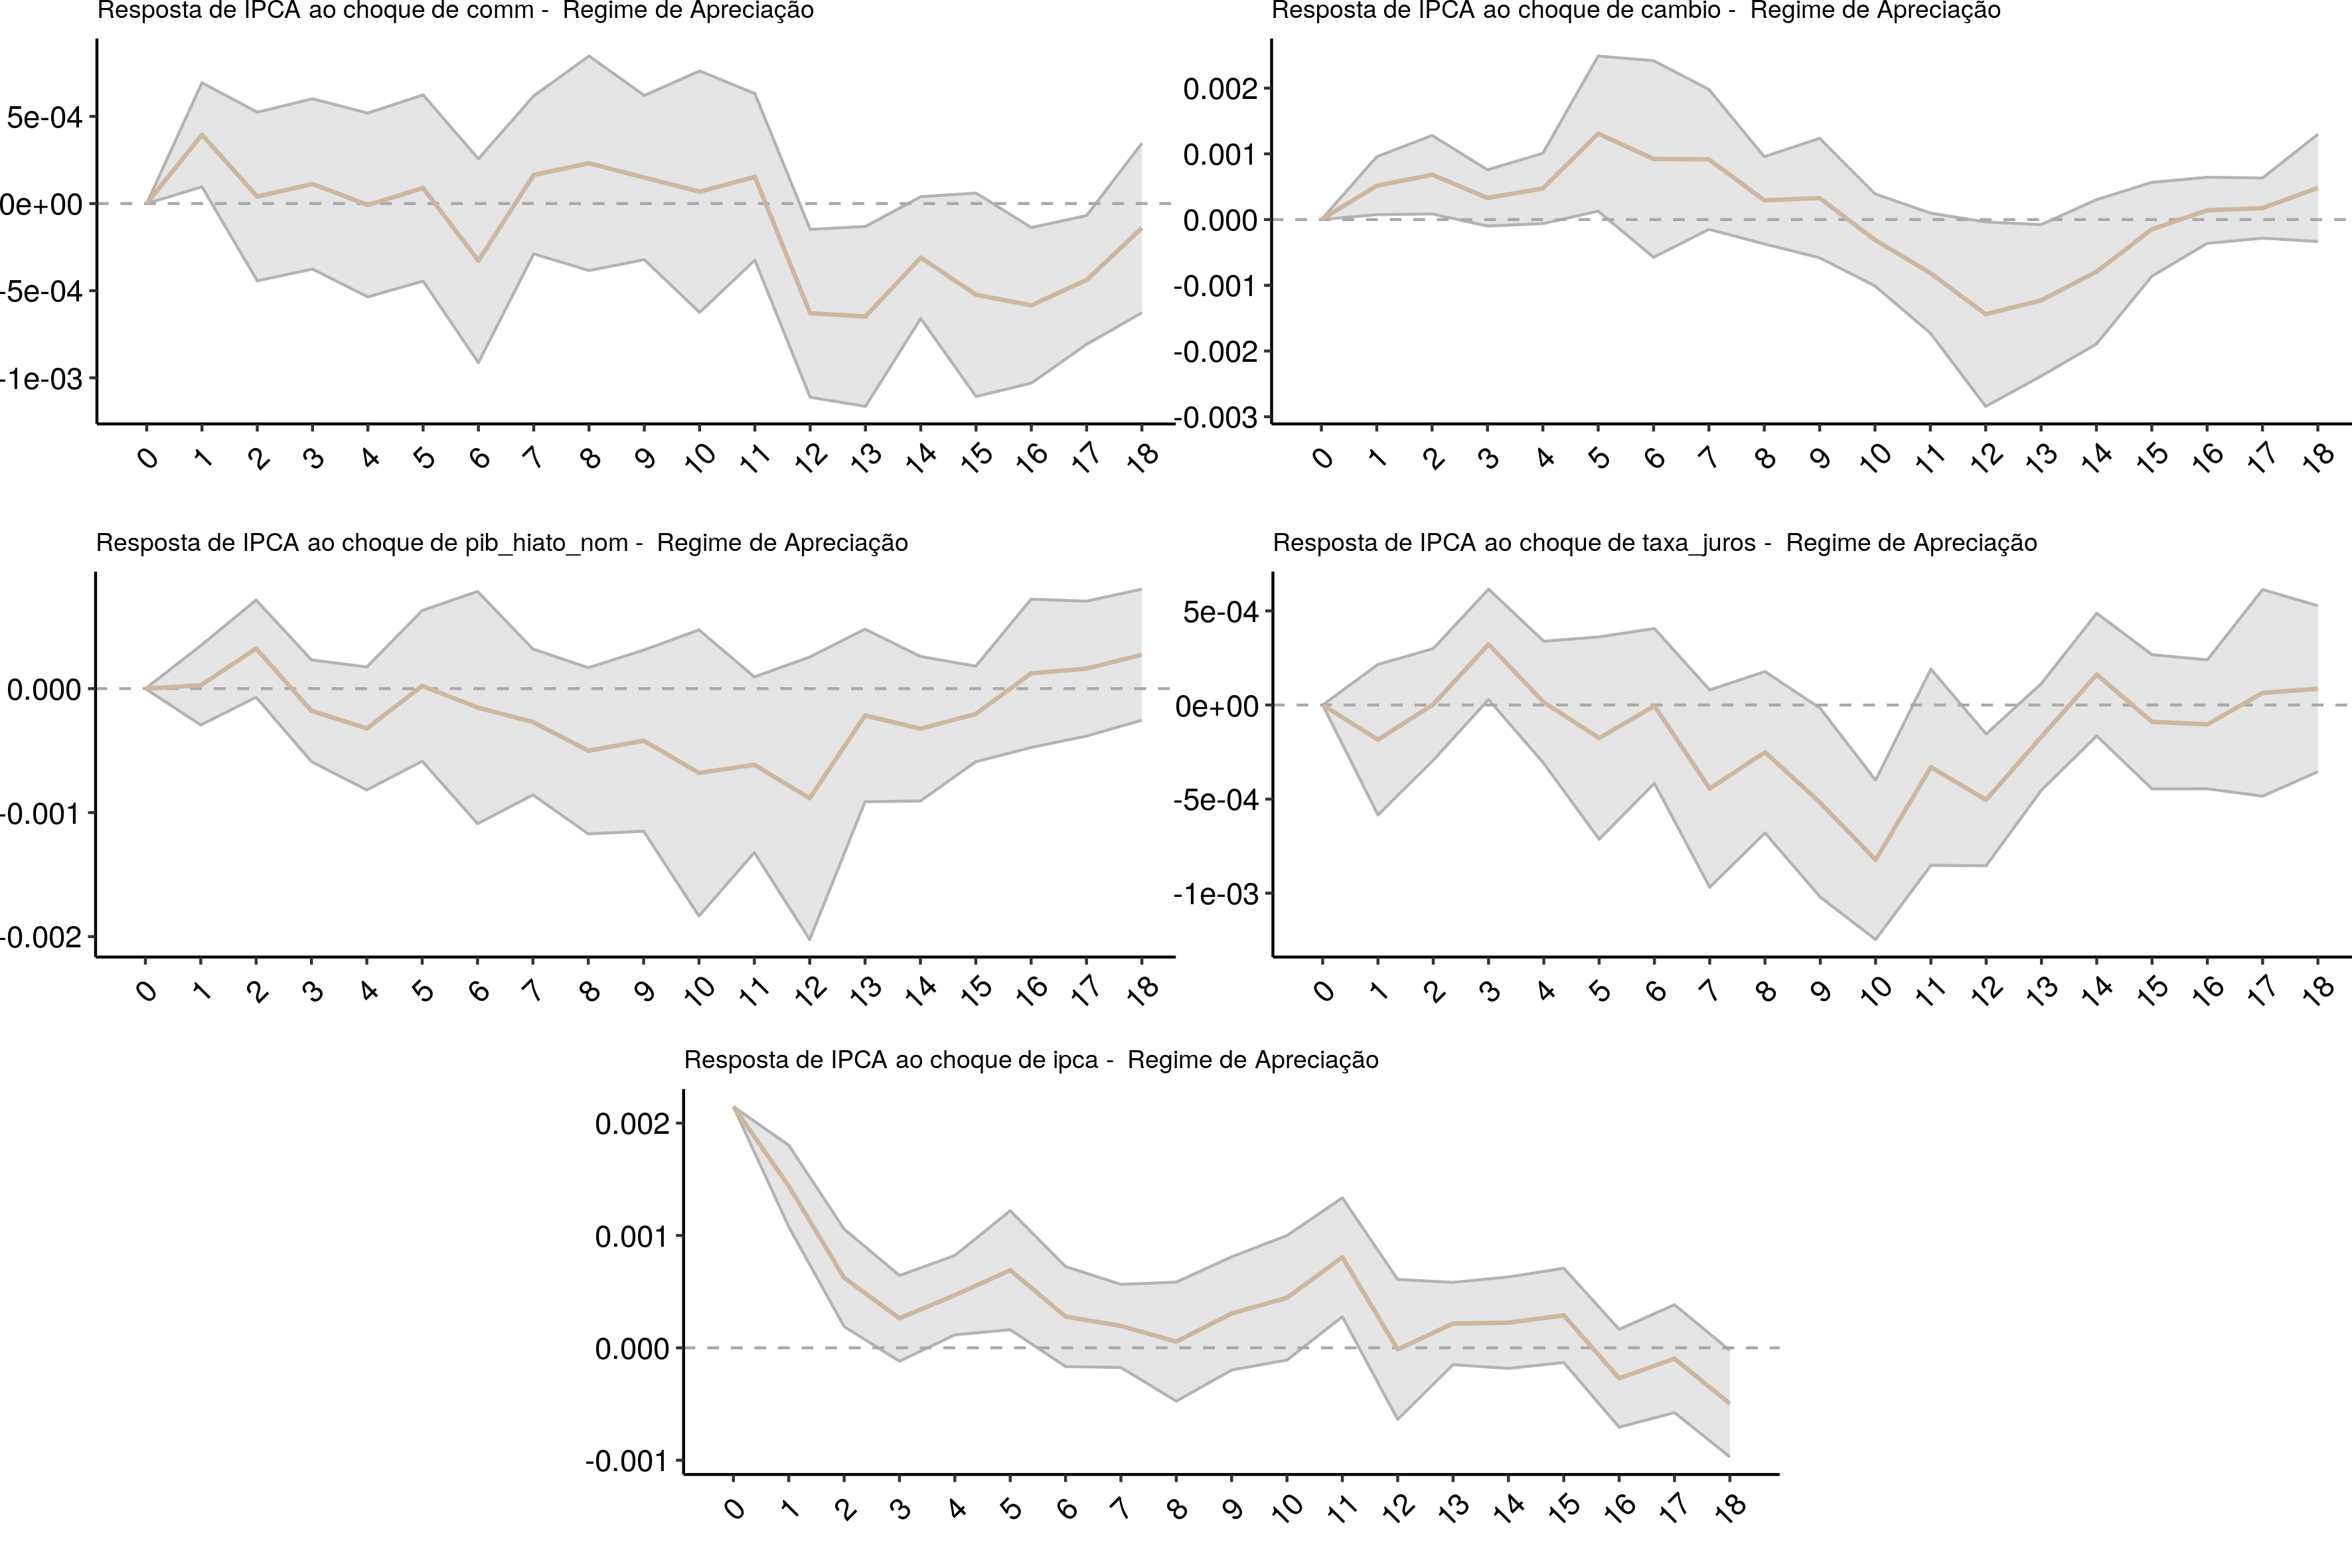 Resposta de IPCA ao choque de comm -  Regime de Apreciação
5e-04
0e+00
-5e-04
-1e-03
0 1 2 3 4 5 6 7 8 9 10 11 12 13 14 15 16 17 18
Resposta de IPCA ao choque de cambio -  Regime de Apreciação
0.002
0.001
0.000
-0.001
-0.002
-0.003
0 1 2 3 4 5 6 7 8 9 10 11 12 13 14 15 16 17 18
Resposta de IPCA ao choque de pib_hiato_nom -  Regime de Apreciação
0.000
-0.001
-0.002
0 1 2 3 4 5 6 7 8 9 10 11 12 13 14 15 16 17 18
Resposta de IPCA ao choque de taxa_juros -  Regime de Apreciação
5e-04
0e+00
-5e-04
-1e-03
0 1 2 3 4 5 6 7 8 9 10 11 12 13 14 15 16 17 18
Resposta de IPCA ao choque de ipca -  Regime de Apreciação
0.002
0.001
0.000
-0.001
0 1 2 3 4 5 6 7 8 9 10 11 12 13 14 15 16 17 18